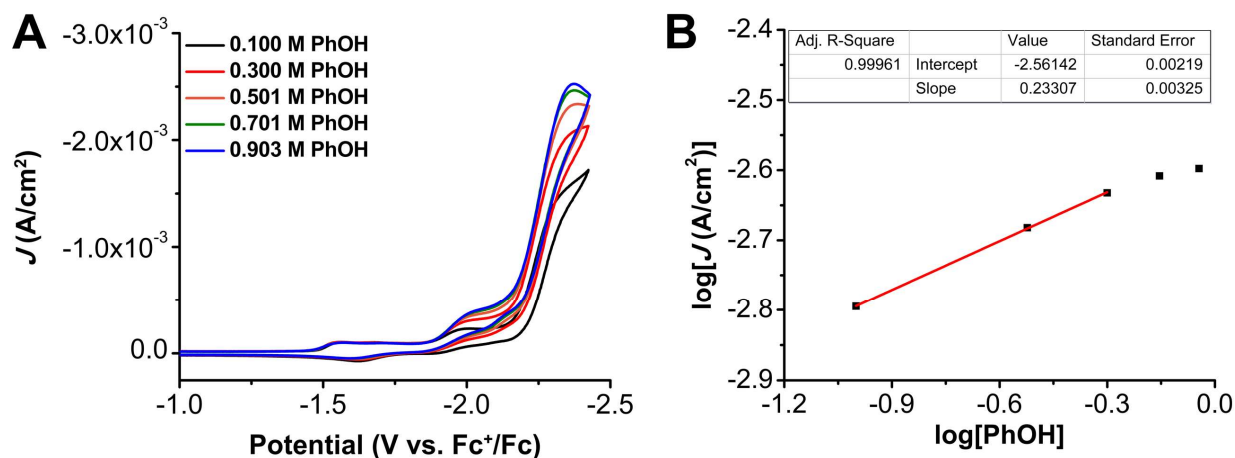 A
J (A/cm²)
-3.0x10⁻³
-2.0x10⁻³
-1.0x10⁻³
0.0
0.100 M PhOH
0.300 M PhOH
0.501 M PhOH
0.701 M PhOH
0.903 M PhOH
-1.0 -1.5 -2.0 -2.5
Potential (V vs. Fc⁺/Fc)
B
log[J (A/cm²)]
-2.4
-2.5
-2.6
-2.7
-2.8
-2.9
Adj. R-Square Value Standard Error
0.99961 Intercept -2.56142 0.00219
Slope 0.23307 0.00325
-1.2 -0.9 -0.6 -0.3 0.0
log[PhOH]